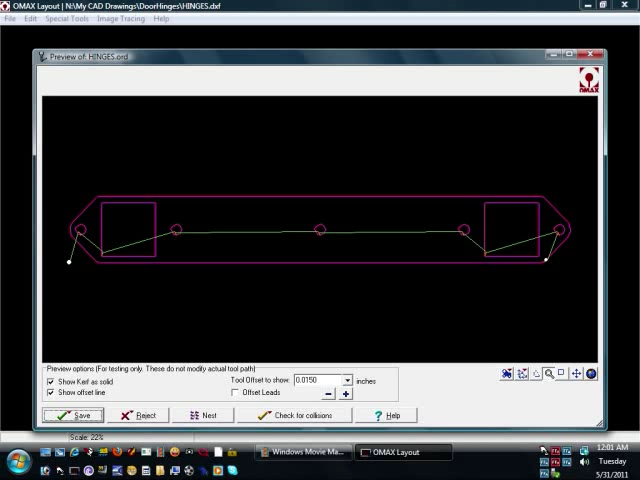 OMAX Layout | N:\My CAD Drawings\DoorHinges\HINGES.dxf
File Edit Special Tools Image Tracing Help
Preview of: HINGES.ord
OMAX
Preview options (For testing only. These do not modify actual tool path)
Show Kerf as solid
Tool Offset to show: 0.0150 inches
Show offset line
Offset Leads
Save
Reject
Nest
Check for collisions
Help
Scale: 22%
Windows Movie Ma...
OMAX Layout
12:01 AM
Tuesday
5/31/2011